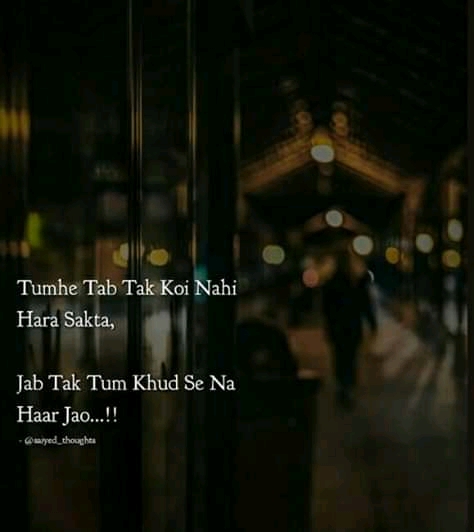 Tumhe Tab Tak Koi Nahi
Hara Sakta,
Jab Tak Tum Khud Se Na
Haar Jao...!!
- @saiyed_thoughts